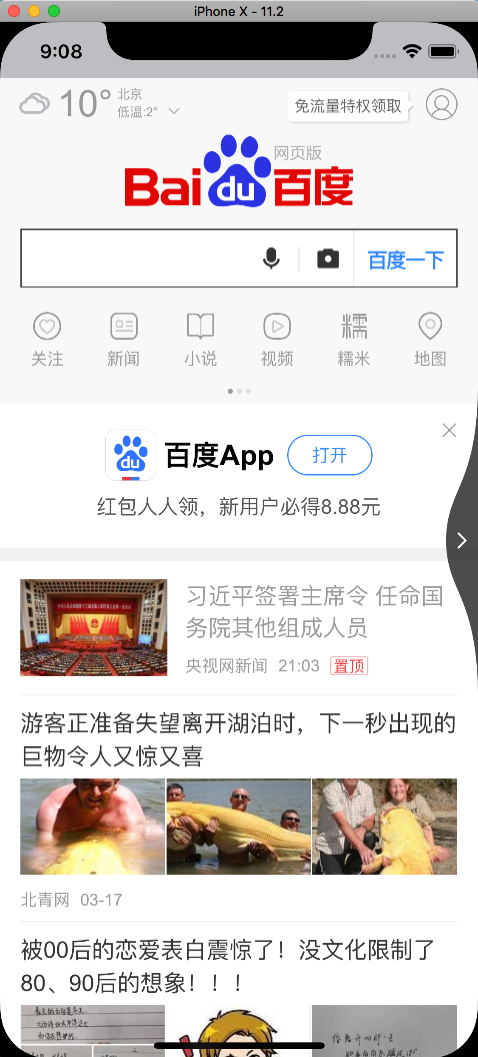 iPhone X - 11.2
9:08
10°
北京
低温:2°
免流量特权领取
网页版
Bai du 百度
百度一下
关注 新闻 小说 视频 糯米 地图
糯
du
百度App 打开
红包人人领，新用户必得8.88元
习近平签署主席令 任命国
务院其他组成人员
央视网新闻 21:03 置顶
游客正准备失望离开湖泊时，下一秒出现的
巨物令人又惊又喜
北青网 03-17
被00后的恋爱表白震惊了！没文化限制了
80、90后的想象！！！